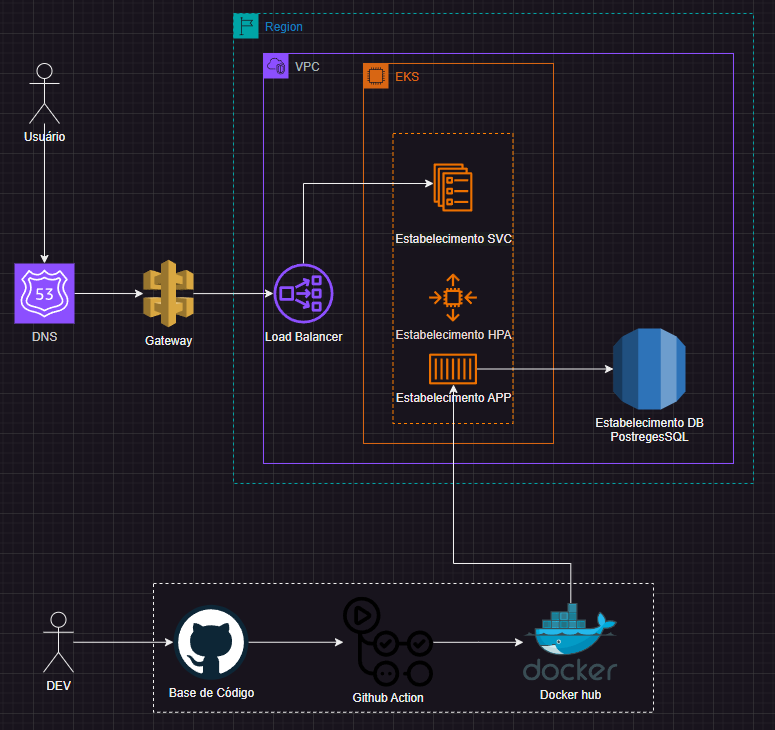 Region
VPC
EKS
Usuário
Estabelecimento SVC
53
DNS
Gateway
Load Balancer
Estabelecimento HPA
Estabelecimento APP
Estabelecimento DB
PostregesSQL
DEV
Base de Código
Github Action
docker
Docker hub